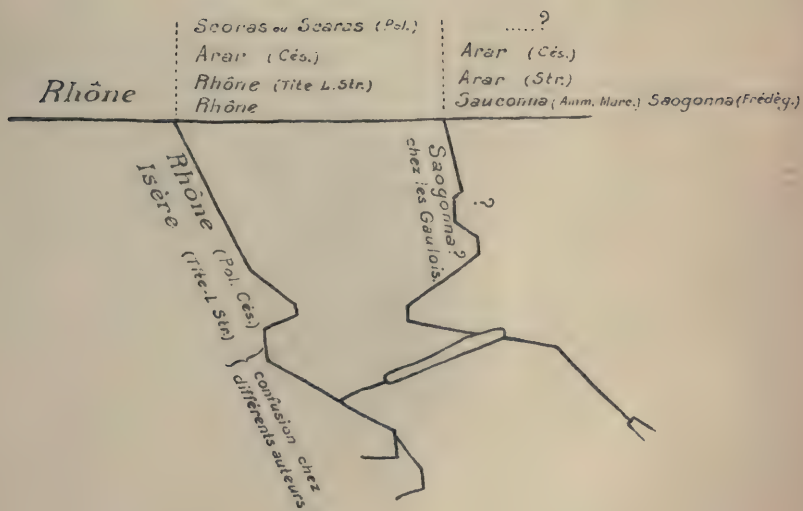 Scoras ou Scaras (Pol.)
Arar (Cés.)
Rhône (Tite L. Str.)
Rhône
.....?
Arar (Cés.)
Arar (Str.)
Sauconna (Amm. Marc.) Saogonna (Frédég.)
Rhône
Rhône (Pol. Cés.)
Isère (Tite-L Str.)
confusion chez
différents auteurs
Saogonna?
chez les Gaulois.
?